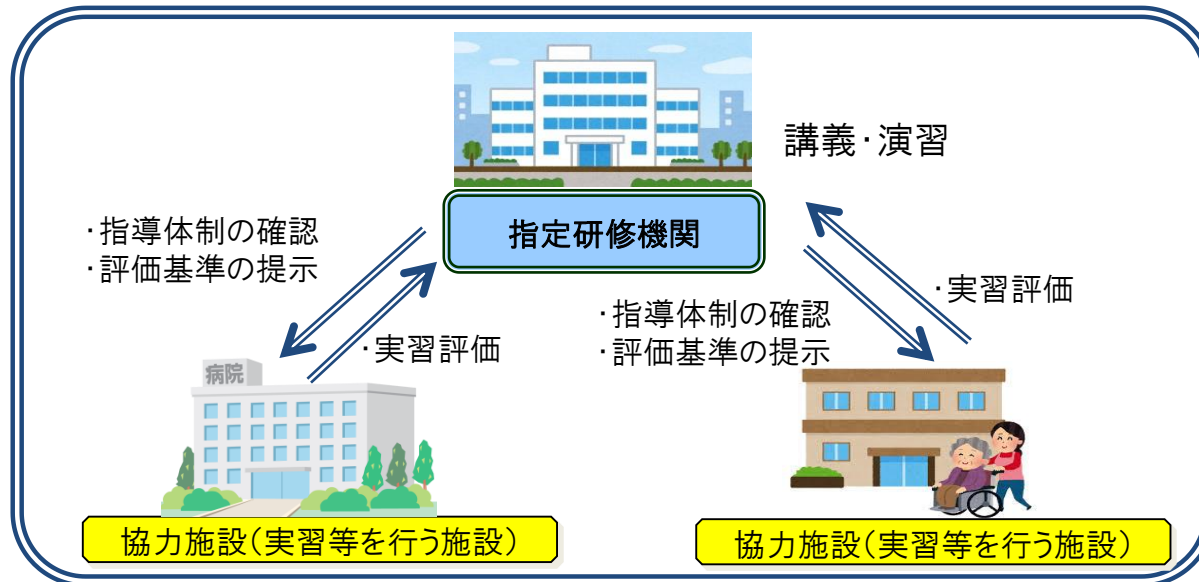 講義・演習
指定研修機関
・指導体制の確認
・評価基準の提示
・実習評価
・指導体制の確認
・評価基準の提示
・実習評価
病院
協力施設(実習等を行う施設)
協力施設(実習等を行う施設)